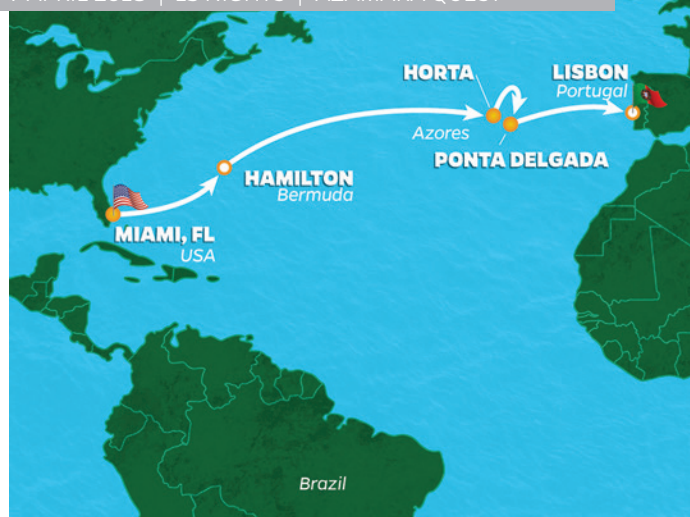 HORTA
LISBON
Portugal
Azores
PONTA DELGADA
HAMILTON
Bermuda
MIAMI, FL
USA
Brazil